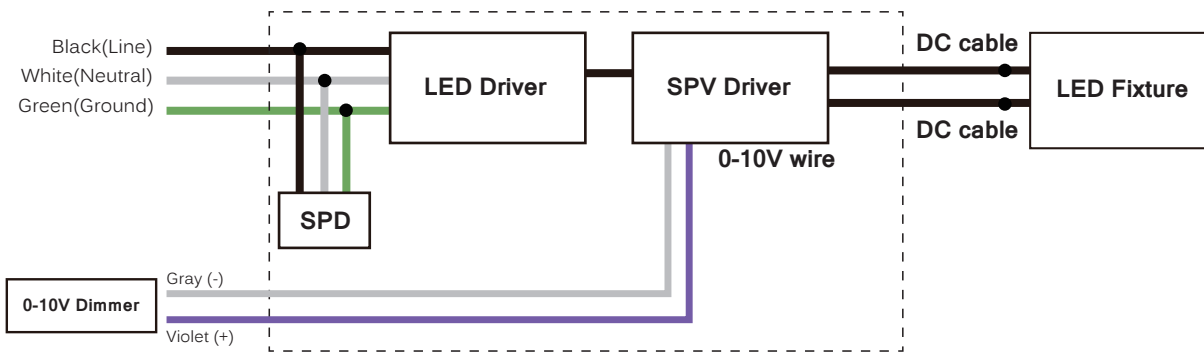 Black(Line)
White(Neutral)
Green(Ground)
LED Driver
SPV Driver
DC cable
DC cable
LED Fixture
0-10V wire
SPD
Gray (-)
0-10V Dimmer
Violet (+)